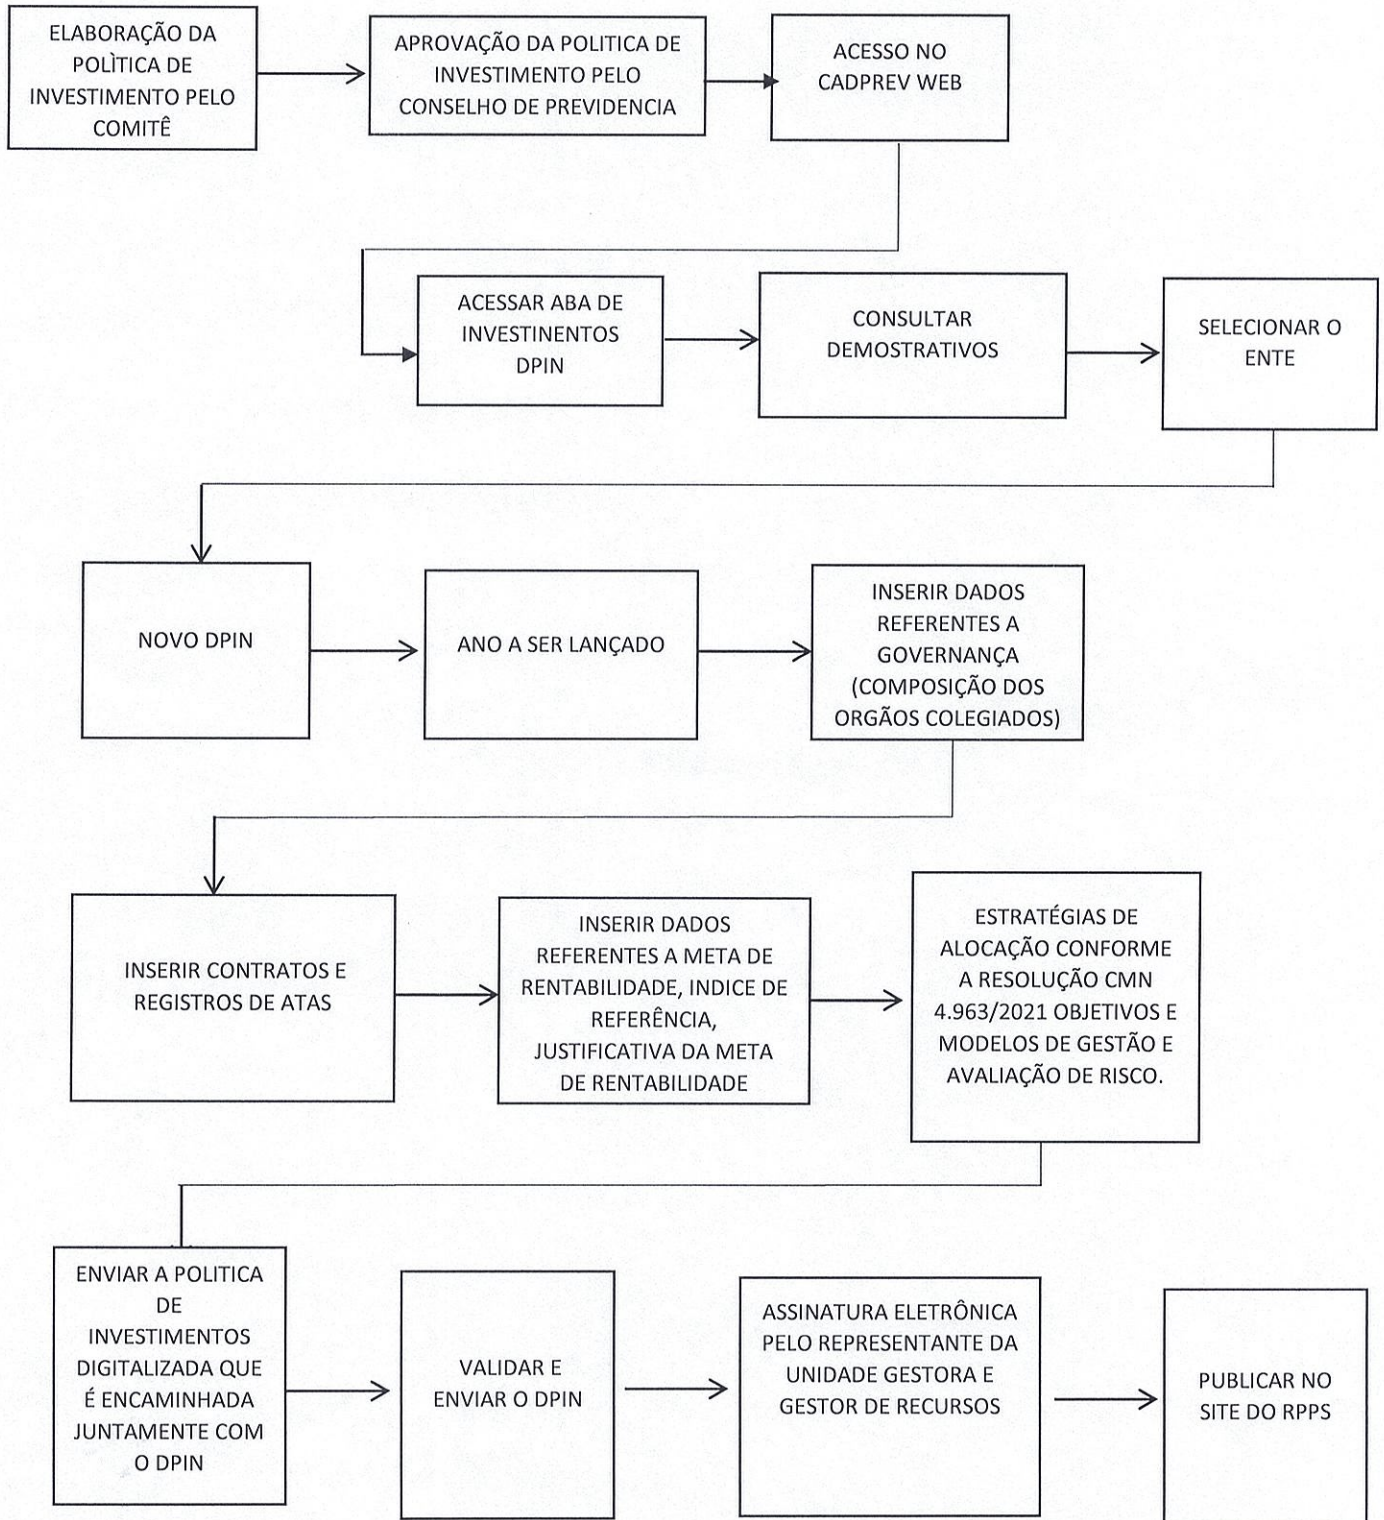 ELABORAÇÃO DA
POLÌTICA DE
INVESTIMENTO PELO
COMITÊ
APROVAÇÃO DA POLITICA DE
INVESTIMENTO PELO
CONSELHO DE PREVIDENCIA
ACESSO NO
CADPREV WEB
ACESSAR ABA DE
INVESTINENTOS
DPIN
CONSULTAR
DEMOSTRATIVOS
SELECIONAR O
ENTE
NOVO DPIN
ANO A SER LANÇADO
INSERIR DADOS
REFERENTES A
GOVERNANÇA
(COMPOSIÇÃO DOS
ORGÃOS COLEGIADOS)
INSERIR CONTRATOS E
REGISTROS DE ATAS
INSERIR DADOS
REFERENTES A META DE
RENTABILIDADE, INDICE DE
REFERÊNCIA,
JUSTIFICATIVA DA META
DE RENTABILIDADE
ESTRATÉGIAS DE
ALOCAÇÃO CONFORME
A RESOLUÇÃO CMN
4.963/2021 OBJETIVOS E
MODELOS DE GESTÃO E
AVALIAÇÃO DE RISCO.
ENVIAR A POLITICA
DE
INVESTIMENTOS
DIGITALIZADA QUE
É ENCAMINHADA
JUNTAMENTE COM
O DPIN
VALIDAR E
ENVIAR O DPIN
ASSINATURA ELETRÔNICA
PELO REPRESENTANTE DA
UNIDADE GESTORA E
GESTOR DE RECURSOS
PUBLICAR NO
SITE DO RPPS